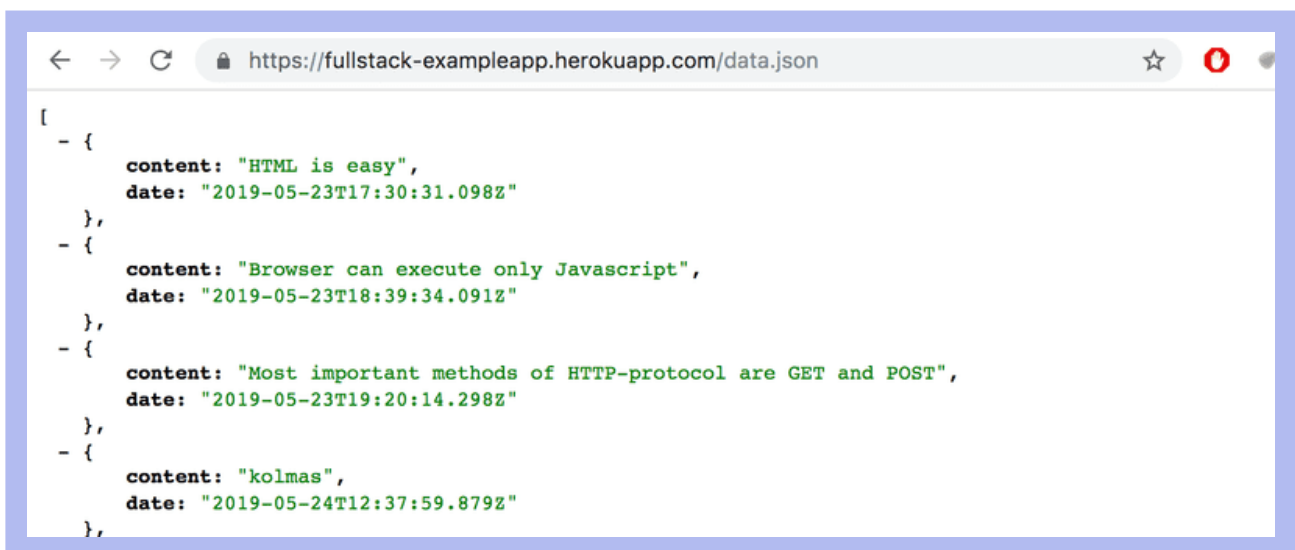 https://fullstack-exampleapp.herokuapp.com/data.json
[
- {
content: "HTML is easy",
date: "2019-05-23T17:30:31.098Z"
},
- {
content: "Browser can execute only Javascript",
date: "2019-05-23T18:39:34.091Z"
},
- {
content: "Most important methods of HTTP-protocol are GET and POST",
date: "2019-05-23T19:20:14.298Z"
},
- {
content: "kolmas",
date: "2019-05-24T12:37:59.879Z"
},